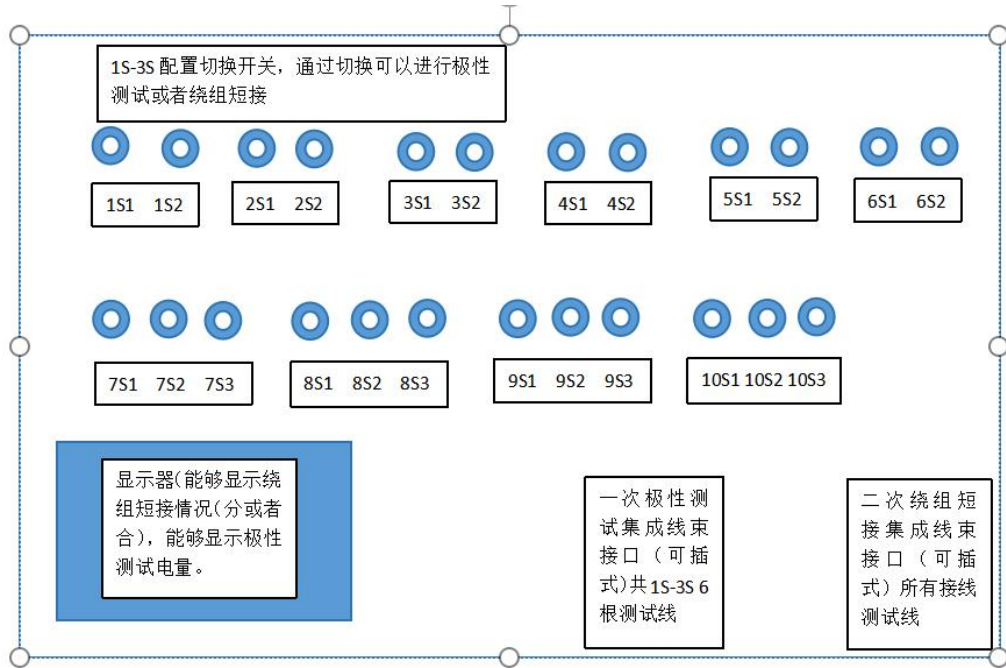 1S-3S 配置切换开关，通过切换可以进行极性
测试或者绕组短接
1S1 1S2
2S1 2S2
3S1 3S2
4S1 4S2
5S1 5S2
6S1 6S2
7S1 7S2 7S3
8S1 8S2 8S3
9S1 9S2 9S3
10S1 10S2 10S3
显示器(能够显示绕
组短接情况(分或者
合)，能够显示极性
测试电量。
一次极性测
试集成线束
接口（可插
式)共 1S-3S 6
根测试线
二次绕组短
接集成线束
接口（可插
式）所有接线
测试线